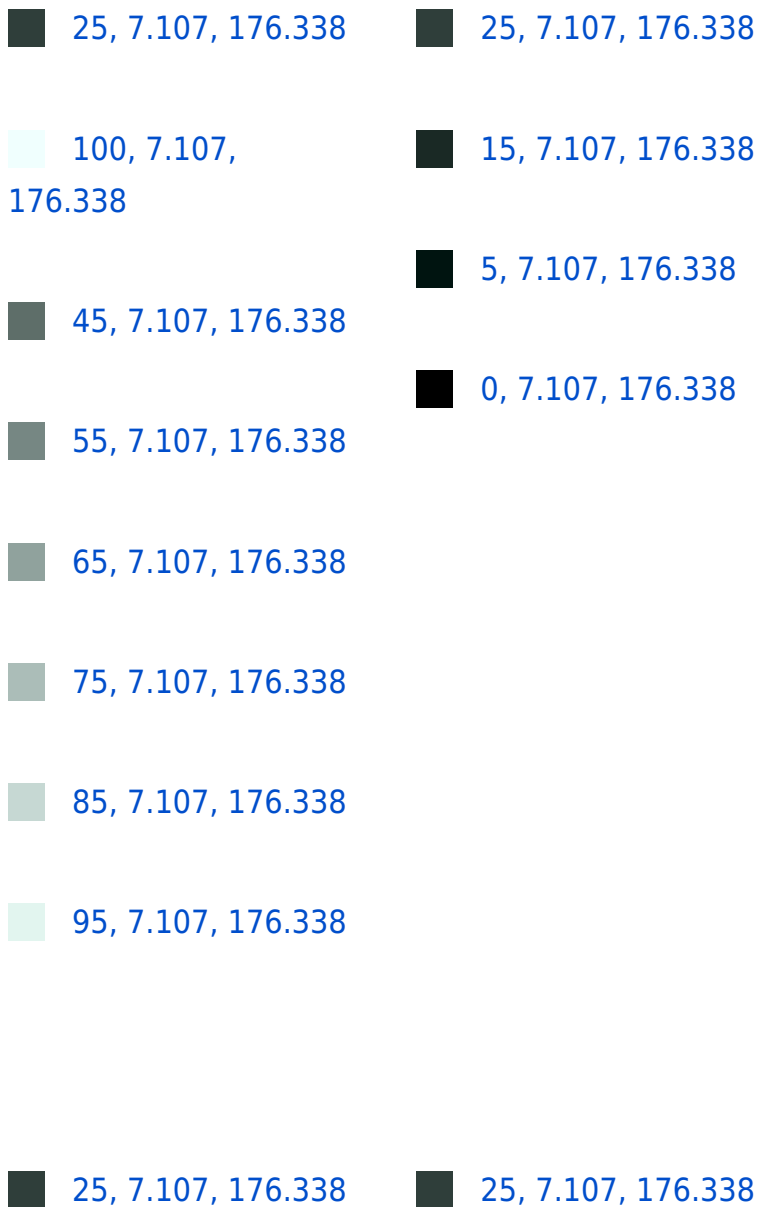 25, 7.107, 176.338
100, 7.107,
176.338
45, 7.107, 176.338
55, 7.107, 176.338
65, 7.107, 176.338
75, 7.107, 176.338
85, 7.107, 176.338
95, 7.107, 176.338
25, 7.107, 176.338
15, 7.107, 176.338
5, 7.107, 176.338
0, 7.107, 176.338
25, 7.107, 176.338
25, 7.107, 176.338